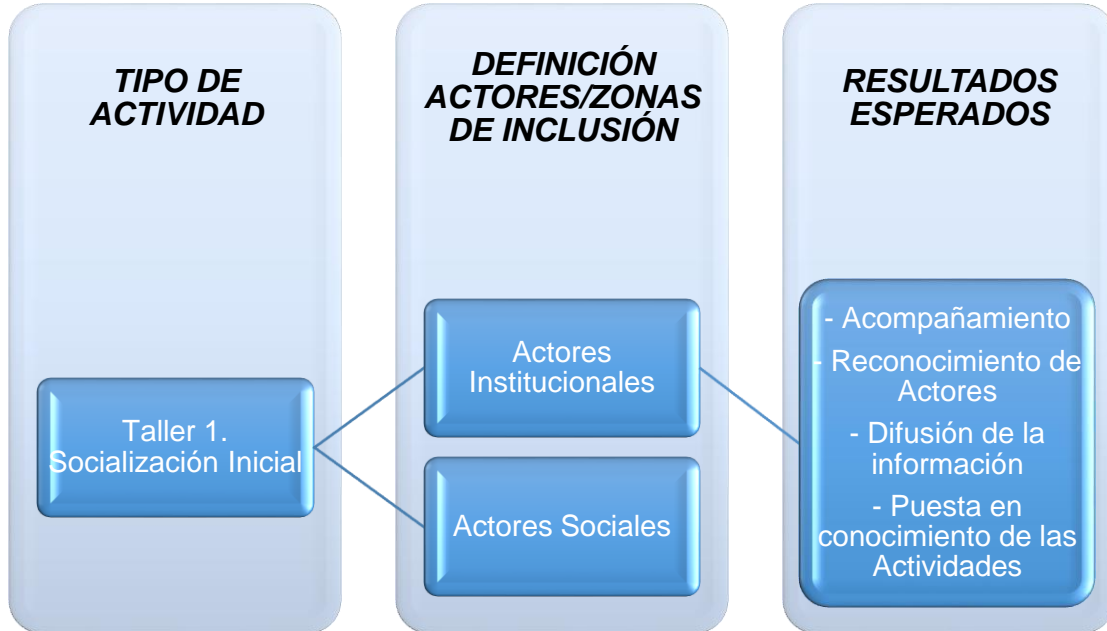 TIPO DE
ACTIVIDAD
DEFINICIÓN
ACTORES/ZONAS
DE INCLUSIÓN
RESULTADOS
ESPERADOS
Taller 1.
Socialización Inicial
Actores
Institucionales
Actores Sociales
- Acompañamiento
- Reconocimiento de
Actores
- Difusión de la
información
- Puesta en
conocimiento de las
Actividades